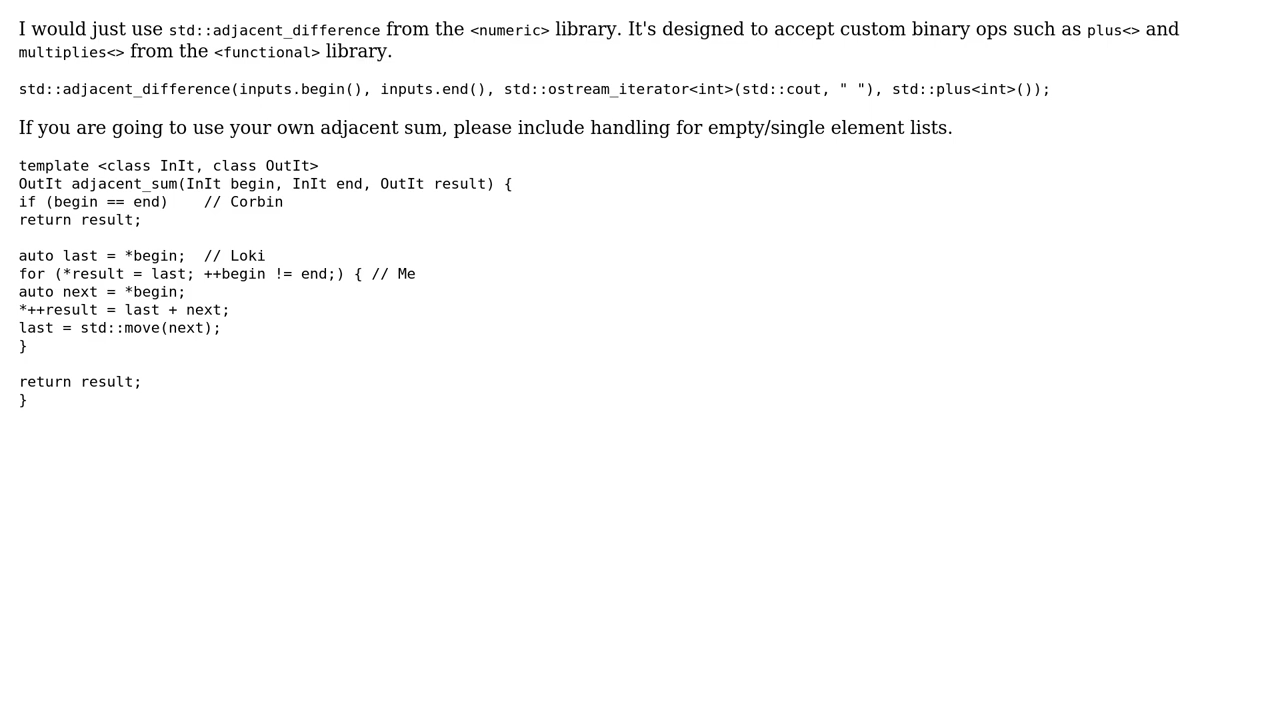 I would just use std::adjacent_difference from the <numeric> library. It's designed to accept custom binary ops such as plus<> and
multiplies<> from the <functional> library.
std::adjacent_difference(inputs.begin(), inputs.end(), std::ostream_iterator<int>(std::cout, " "), std::plus<int>());
If you are going to use your own adjacent sum, please include handling for empty/single element lists.
template <class InIt, class OutIt>
OutIt adjacent_sum(InIt begin, InIt end, OutIt result) {
if (begin == end)    // Corbin
return result;
auto last = *begin;  // Loki
for (*result = last; ++begin != end;) { // Me
auto next = *begin;
*++result = last + next;
last = std::move(next);
}
return result;
}